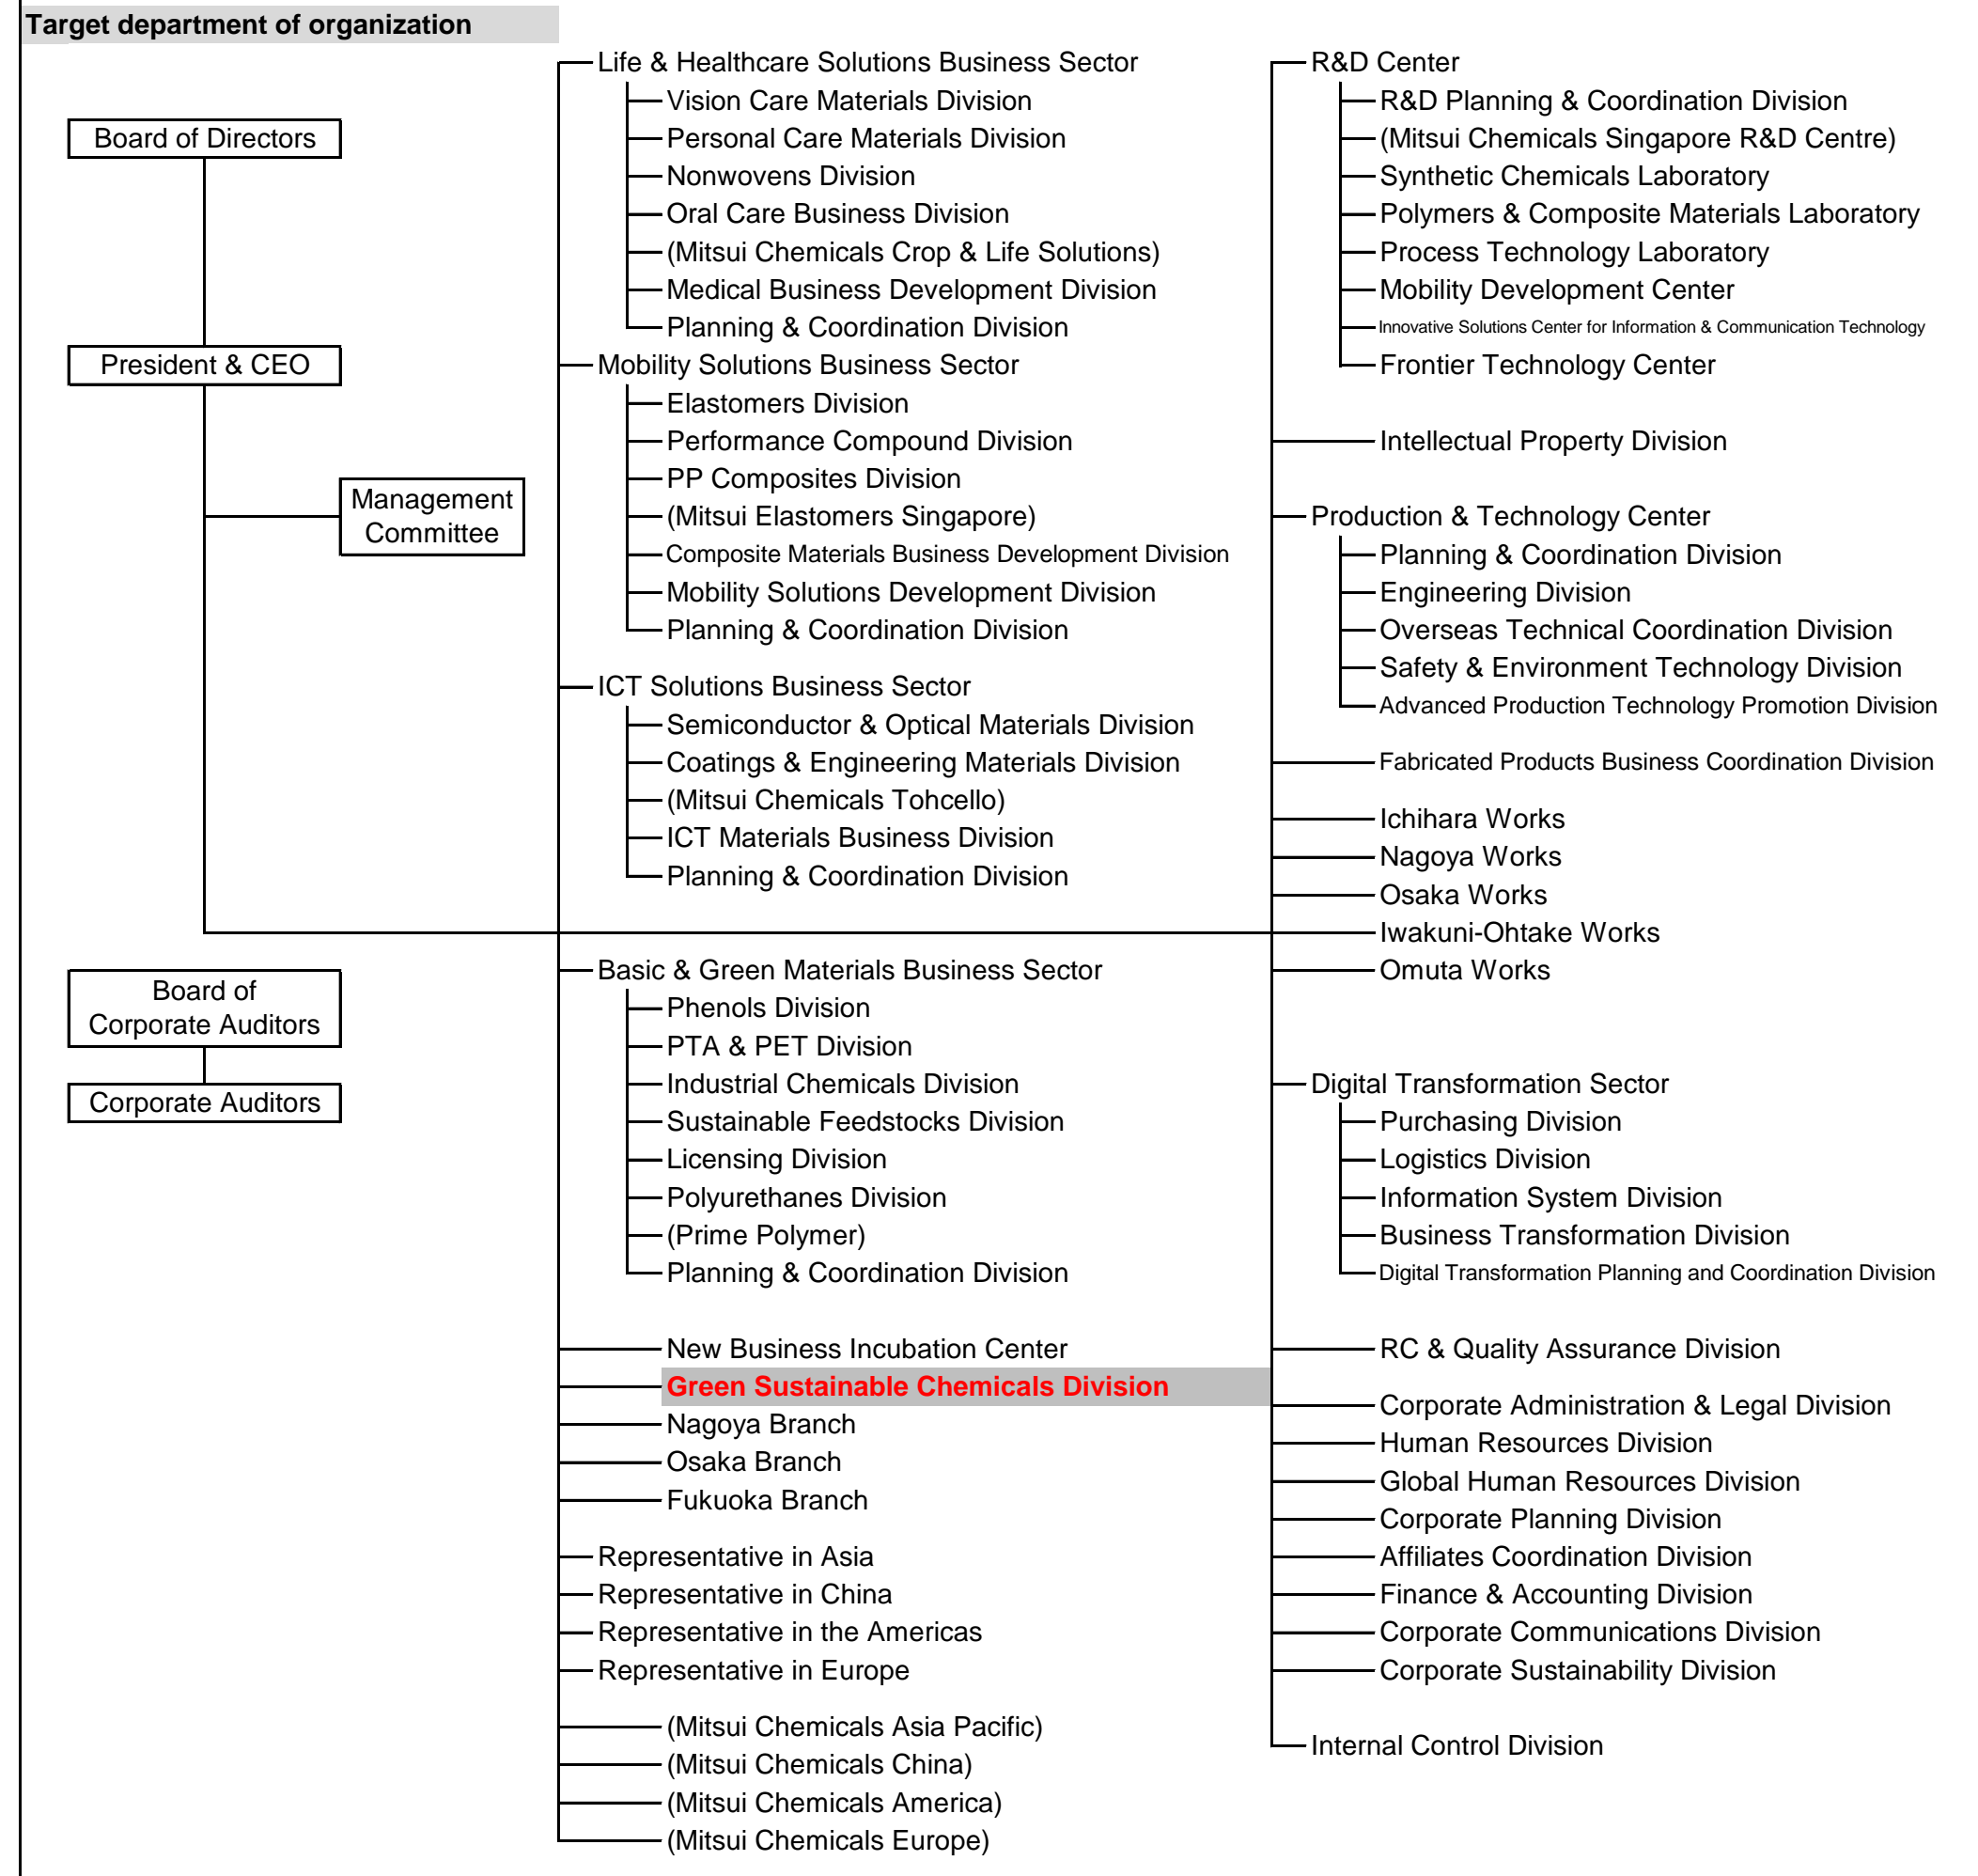 Target department of organization
Board of Directors
President & CEO
Management
Committee
Board of
Corporate Auditors
Corporate Auditors
Life & Healthcare Solutions Business Sector
Vision Care Materials Division
Personal Care Materials Division
Nonwovens Division
Oral Care Business Division
(Mitsui Chemicals Crop & Life Solutions)
Medical Business Development Division
Planning & Coordination Division
Mobility Solutions Business Sector
Elastomers Division
Performance Compound Division
PP Composites Division
(Mitsui Elastomers Singapore)
Composite Materials Business Development Division
Mobility Solutions Development Division
Planning & Coordination Division
ICT Solutions Business Sector
Semiconductor & Optical Materials Division
Coatings & Engineering Materials Division
(Mitsui Chemicals Tohcello)
ICT Materials Business Division
Planning & Coordination Division
Basic & Green Materials Business Sector
Phenols Division
PTA & PET Division
Industrial Chemicals Division
Sustainable Feedstocks Division
Licensing Division
Polyurethanes Division
(Prime Polymer)
Planning & Coordination Division
New Business Incubation Center
Green Sustainable Chemicals Division
Nagoya Branch
Osaka Branch
Fukuoka Branch
Representative in Asia
Representative in China
Representative in the Americas
Representative in Europe
(Mitsui Chemicals Asia Pacific)
(Mitsui Chemicals China)
(Mitsui Chemicals America)
(Mitsui Chemicals Europe)
R&D Center
R&D Planning & Coordination Division
(Mitsui Chemicals Singapore R&D Centre)
Synthetic Chemicals Laboratory
Polymers & Composite Materials Laboratory
Process Technology Laboratory
Mobility Development Center
Innovative Solutions Center for Information & Communication Technology
Frontier Technology Center
Intellectual Property Division
Production & Technology Center
Planning & Coordination Division
Engineering Division
Overseas Technical Coordination Division
Safety & Environment Technology Division
Advanced Production Technology Promotion Division
Fabricated Products Business Coordination Division
Ichihara Works
Nagoya Works
Osaka Works
Iwakuni-Ohtake Works
Omuta Works
Digital Transformation Sector
Purchasing Division
Logistics Division
Information System Division
Business Transformation Division
Digital Transformation Planning and Coordination Division
RC & Quality Assurance Division
Corporate Administration & Legal Division
Human Resources Division
Global Human Resources Division
Corporate Planning Division
Affiliates Coordination Division
Finance & Accounting Division
Corporate Communications Division
Corporate Sustainability Division
Internal Control Division